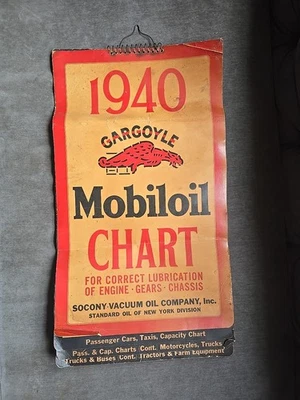 1940
GARGOYLE
Mobiloil
CHART
FOR CORRECT LUBRICATION
OF ENGINE · GEARS · CHASSIS
SOCONY-VACUUM OIL COMPANY, Inc.
STANDARD OIL OF NEW YORK DIVISION
Passenger Cars, Taxis, Capacity Chart
Pass. & Cap. Charts Cont. Motorcycles, Trucks
Trucks & Buses Cont. Tractors & Farm Equipment